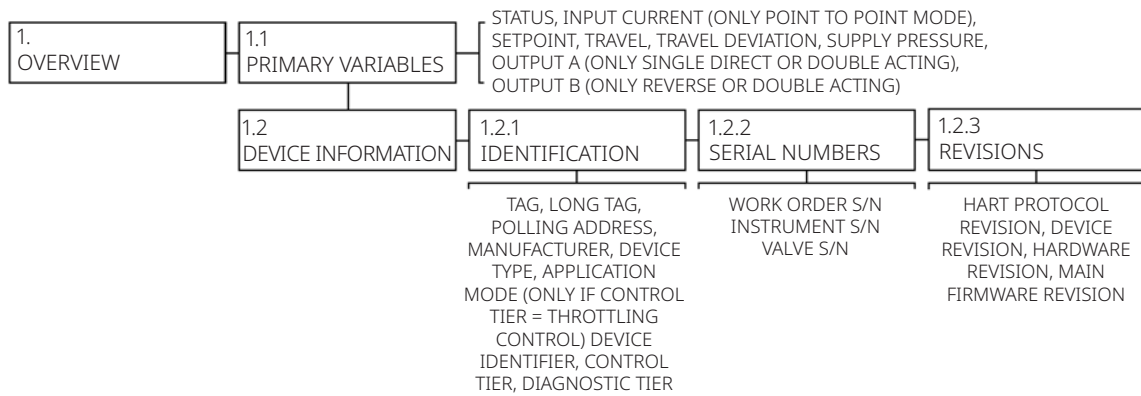 1.
OVERVIEW
1.1
PRIMARY VARIABLES
STATUS, INPUT CURRENT (ONLY POINT TO POINT MODE),
SETPOINT, TRAVEL, TRAVEL DEVIATION, SUPPLY PRESSURE,
OUTPUT A (ONLY SINGLE DIRECT OR DOUBLE ACTING),
OUTPUT B (ONLY REVERSE OR DOUBLE ACTING)
1.2
DEVICE INFORMATION
1.2.1
IDENTIFICATION
1.2.2
SERIAL NUMBERS
1.2.3
REVISIONS
TAG, LONG TAG,
POLLING ADDRESS,
MANUFACTURER, DEVICE
TYPE, APPLICATION
MODE (ONLY IF CONTROL
TIER = THROTTLING
CONTROL) DEVICE
IDENTIFIER, CONTROL
TIER, DIAGNOSTIC TIER
WORK ORDER S/N
INSTRUMENT S/N
VALVE S/N
HART PROTOCOL
REVISION, DEVICE
REVISION, HARDWARE
REVISION, MAIN
FIRMWARE REVISION